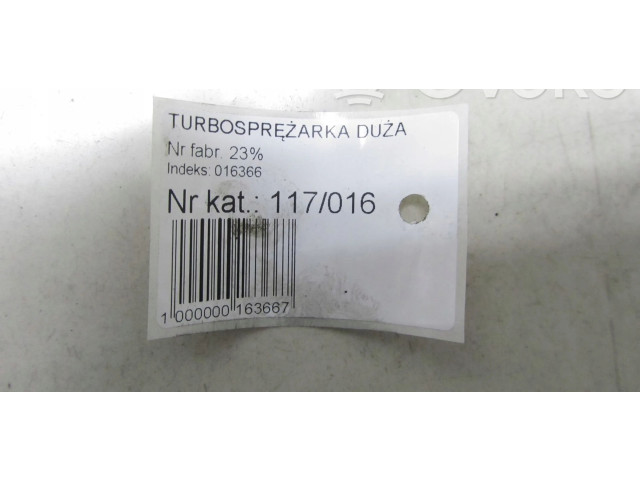 TURBOSPRĘŻARKA DUŻA
Nr fabr. 23%
Indeks: 016366
Nr kat.: 117/016
1 000000 163667